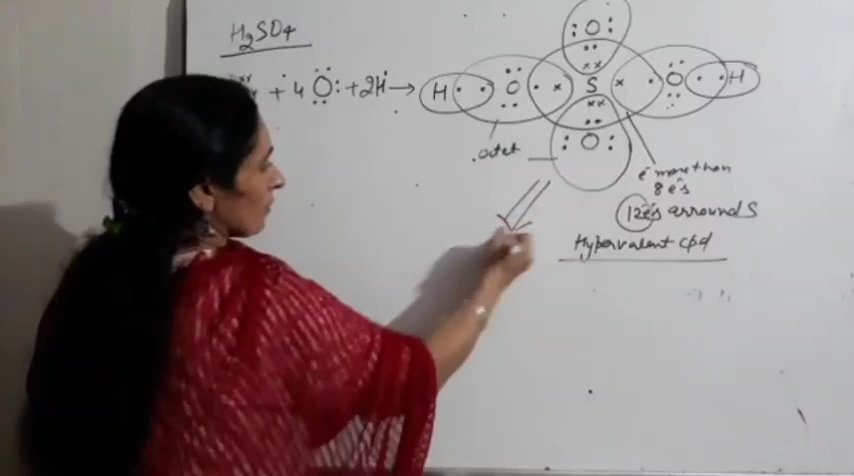 H₂SO₄
+ 4 O + 2H → H O S O H
O
O
octet
e⁻ more than
8 e⁻s
12e⁻s arround S
Hypervalent cpd